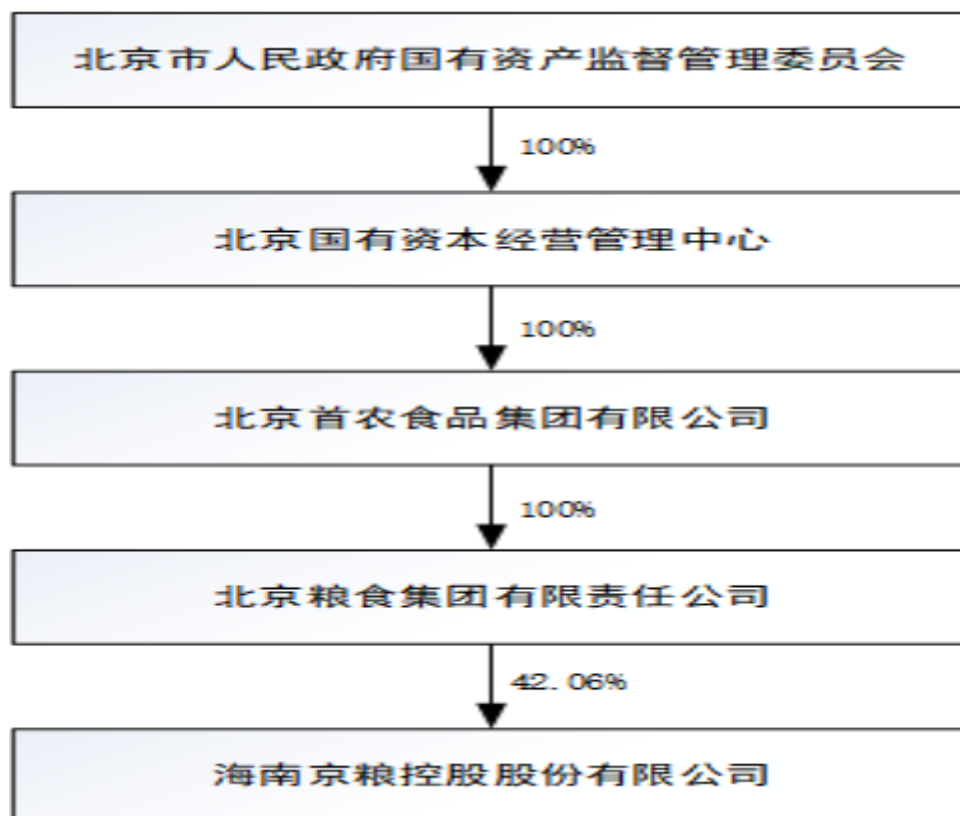 北京市人民政府国有资产监督管理委员会
100%
北京国有资本经营管理中心
100%
北京首农食品集团有限公司
100%
北京粮食集团有限责任公司
42.06%
海南京粮控股股份有限公司